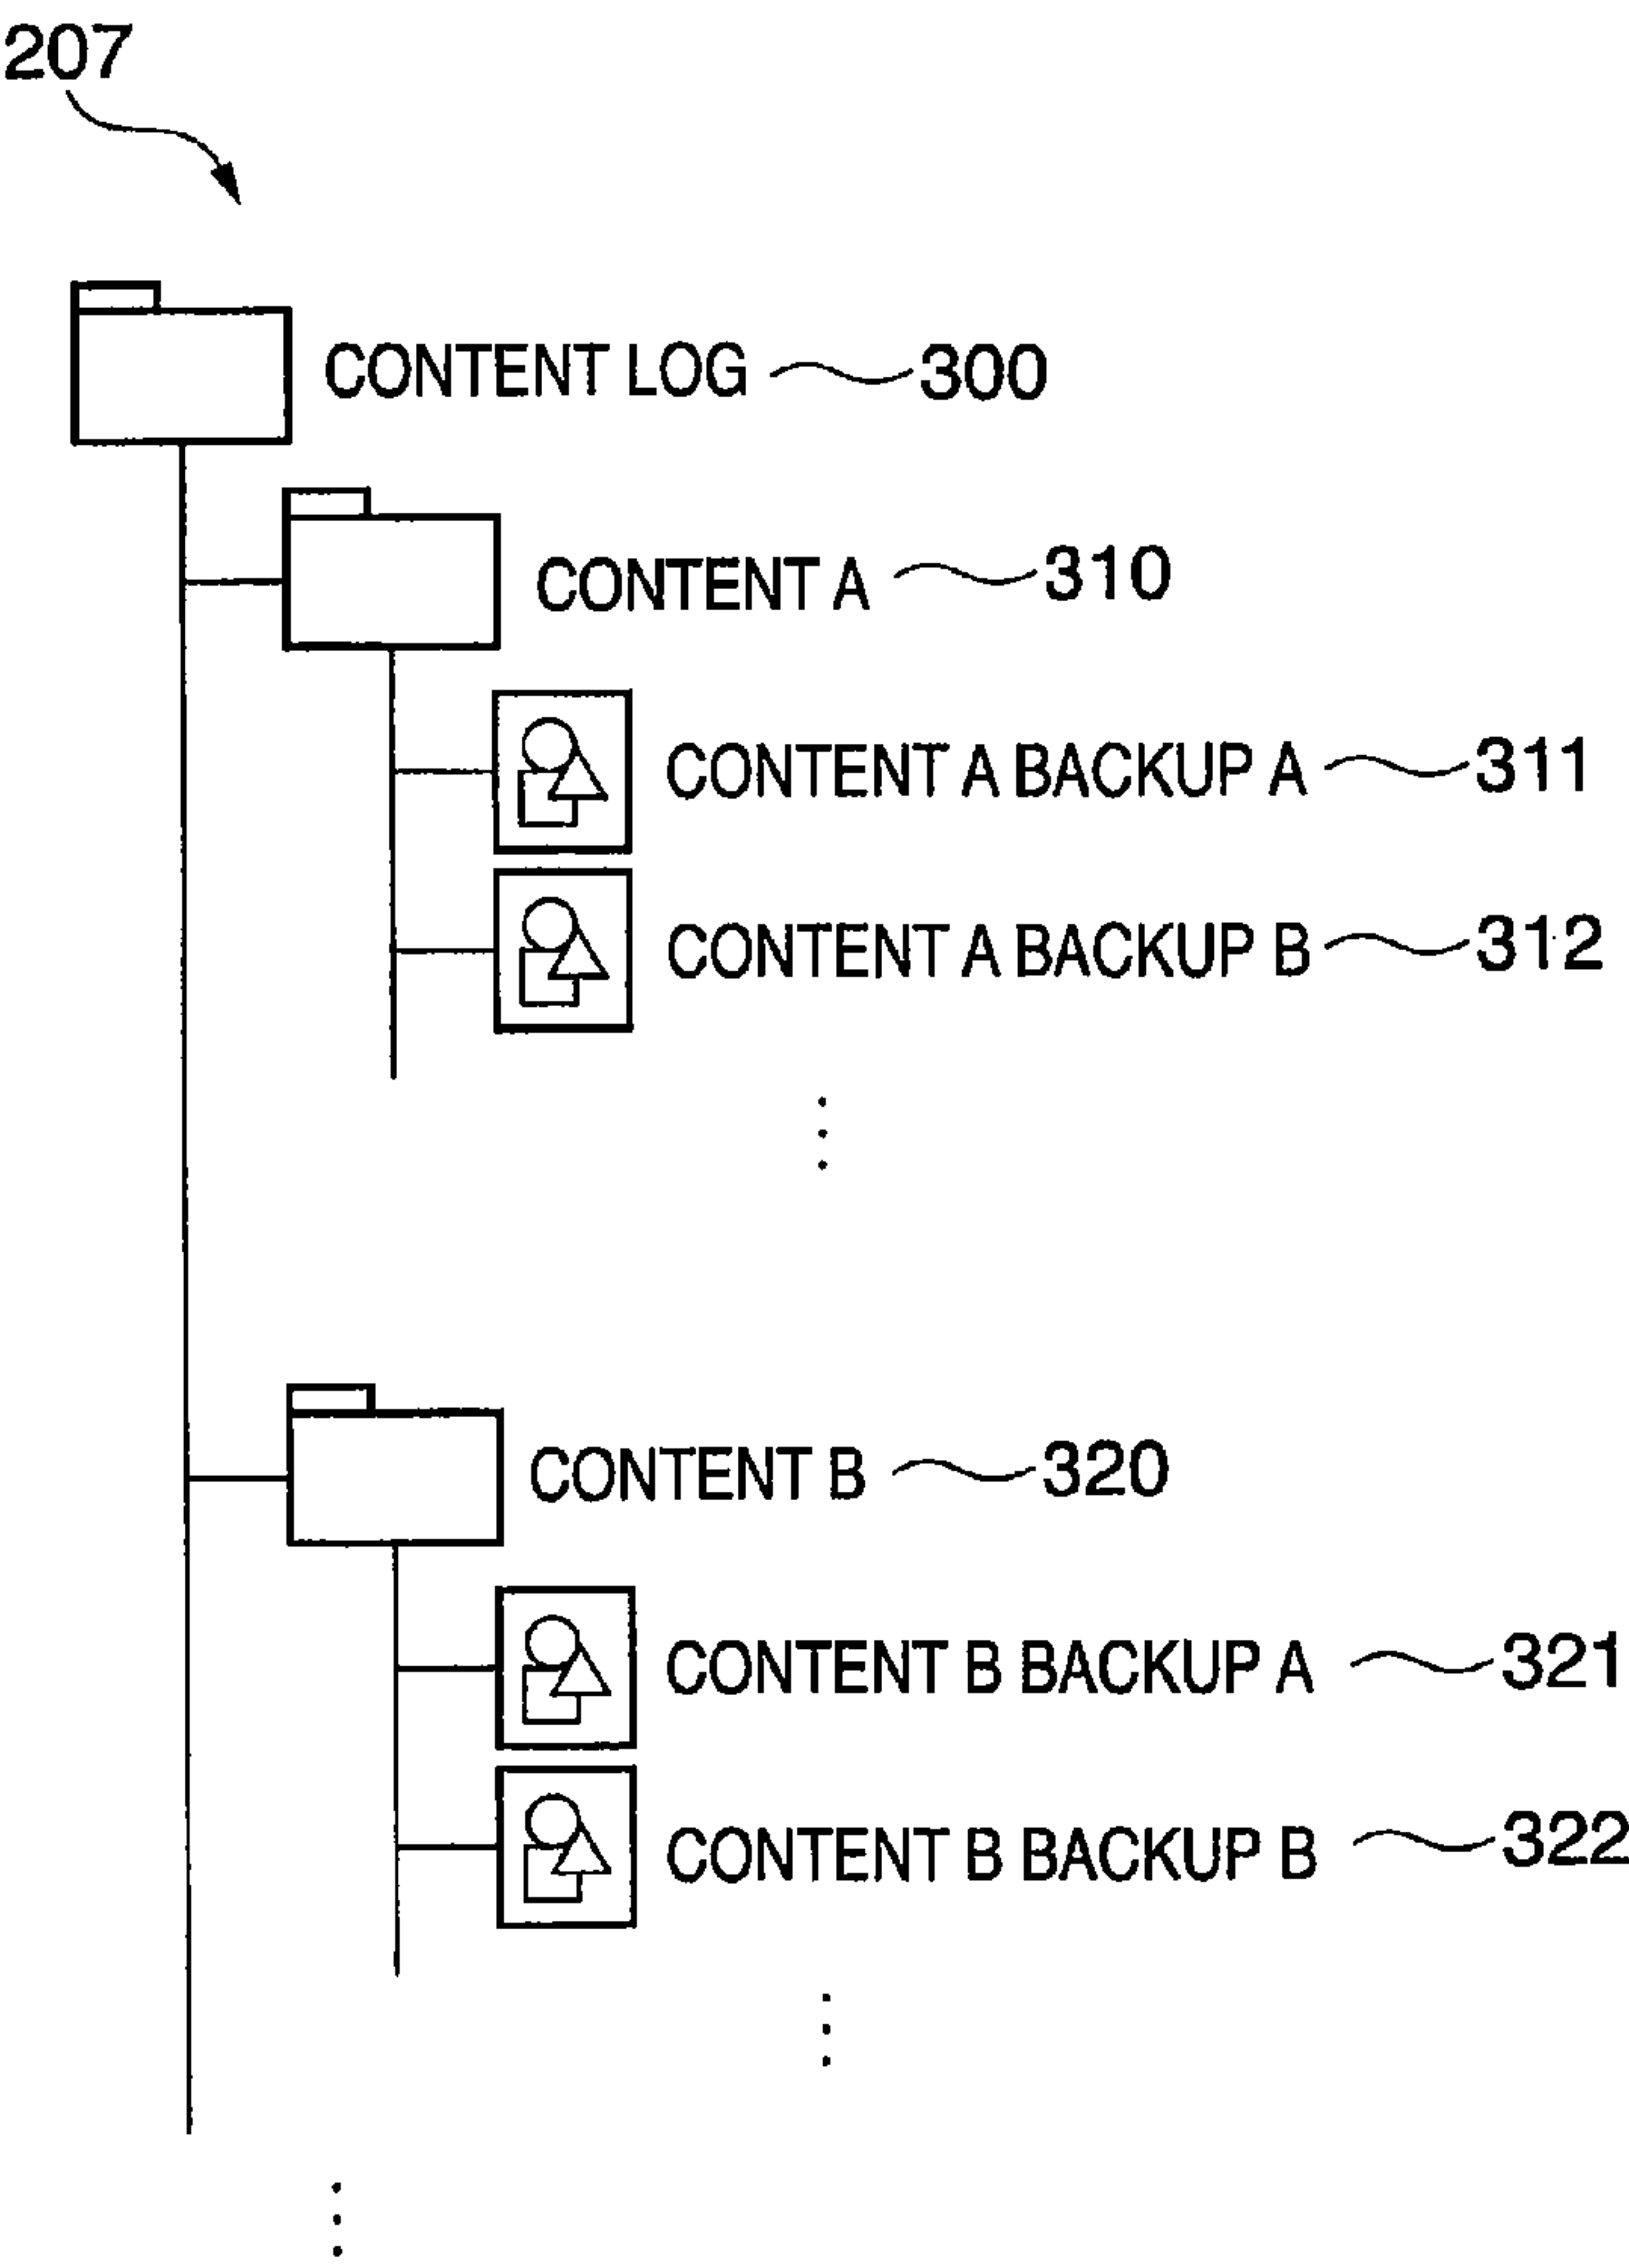 207
CONTENT LOG 300
CONTENT A 310
CONTENT A BACKUP A 311
CONTENT A BACKUP B 312
CONTENT B 320
CONTENT B BACKUP A 321
CONTENT B BACKUP B 322